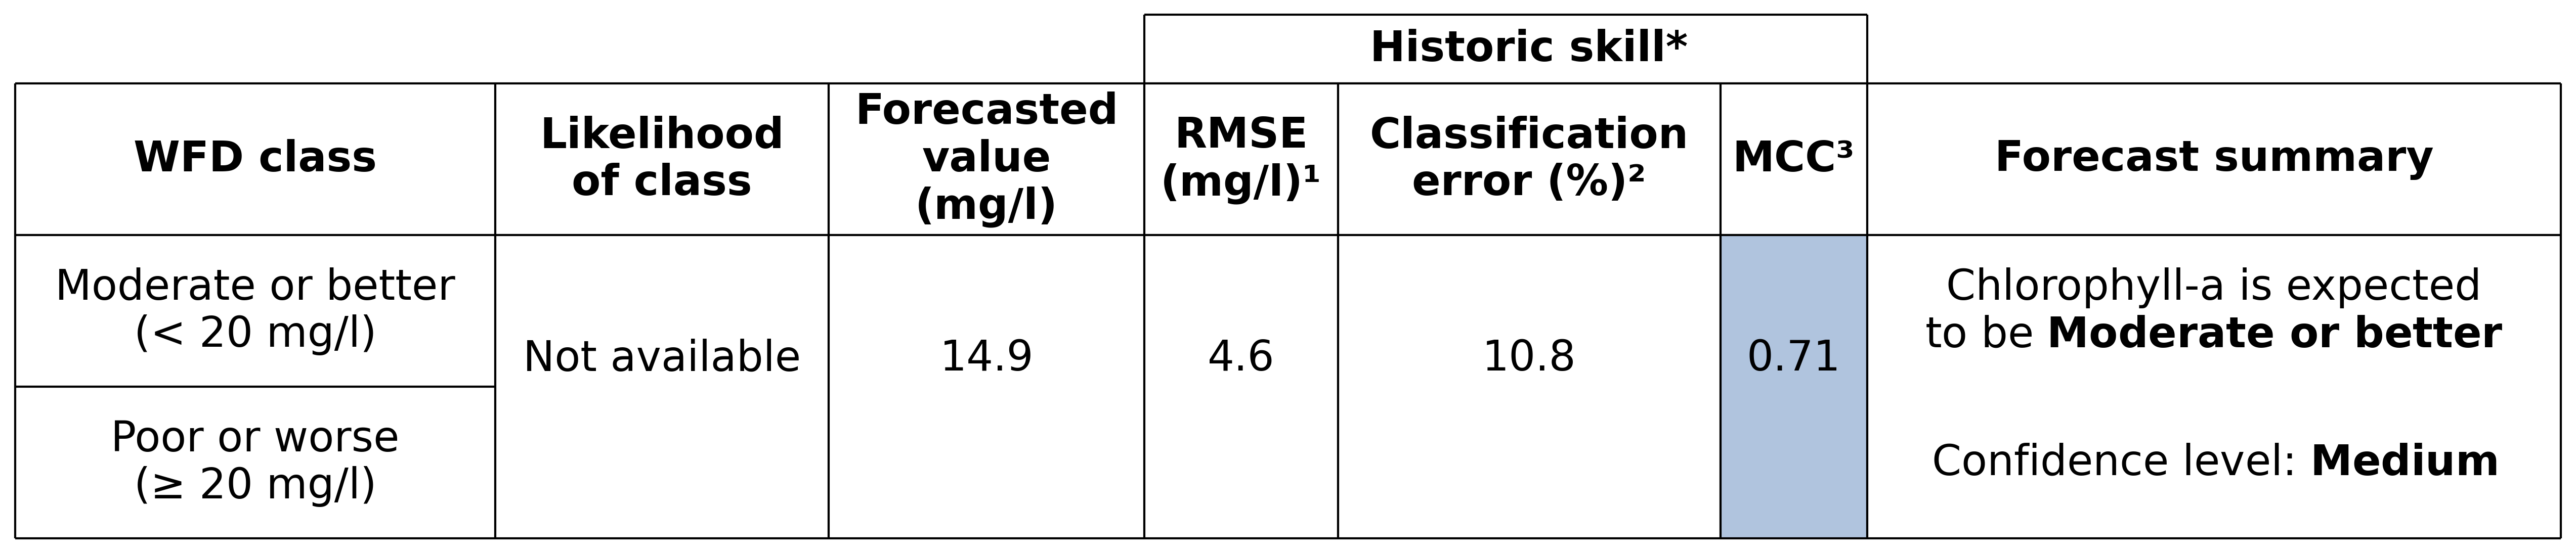 Historic skill*
WFD class
Likelihood
of class
Forecasted
value
(mg/l)
RMSE
(mg/l)¹
Classification
error (%)²
MCC³
Forecast summary
Moderate or better
(< 20 mg/l)
Not available
14.9
4.6
10.8
0.71
Chlorophyll-a is expected
to be Moderate or better
Poor or worse
(≥ 20 mg/l)
Confidence level: Medium